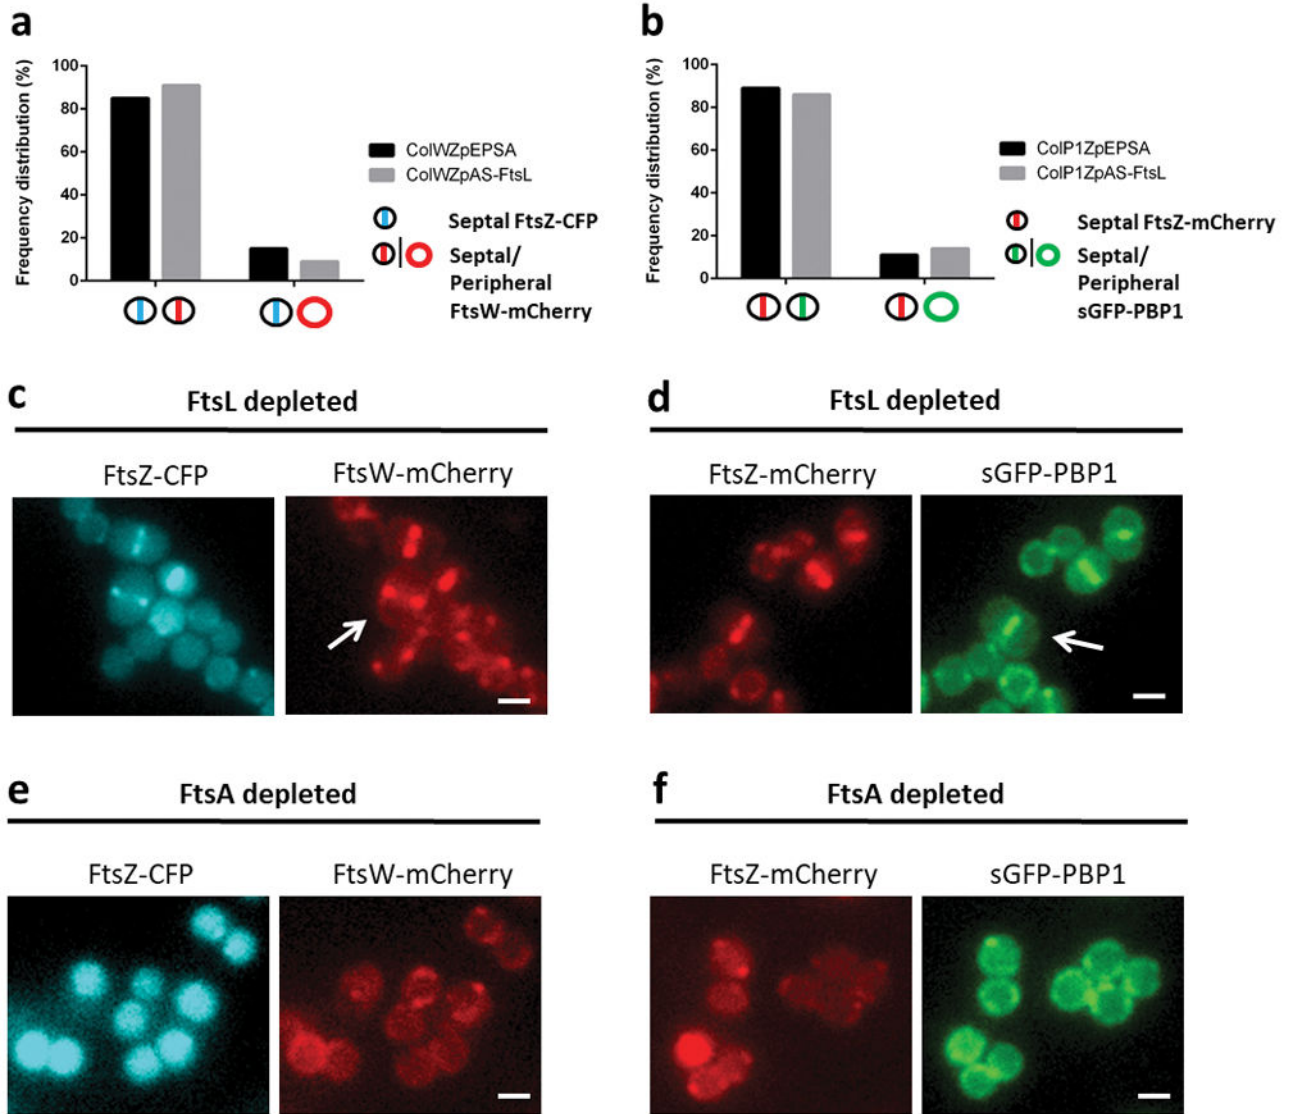 a
Frequency distribution (%)
100
80
60
40
20
0
ColWZpEPSA
ColWZpAS-FtsL
Septal FtsZ-CFP
Septal/
Peripheral
FtsW-mCherry
b
Frequency distribution (%)
100
80
60
40
20
0
ColP1ZpEPSA
ColP1ZpAS-FtsL
Septal FtsZ-mCherry
Septal/
Peripheral
sGFP-PBP1
c
FtsL depleted
FtsZ-CFP FtsW-mCherry
d
FtsL depleted
FtsZ-mCherry sGFP-PBP1
e
FtsA depleted
FtsZ-CFP FtsW-mCherry
f
FtsA depleted
FtsZ-mCherry sGFP-PBP1